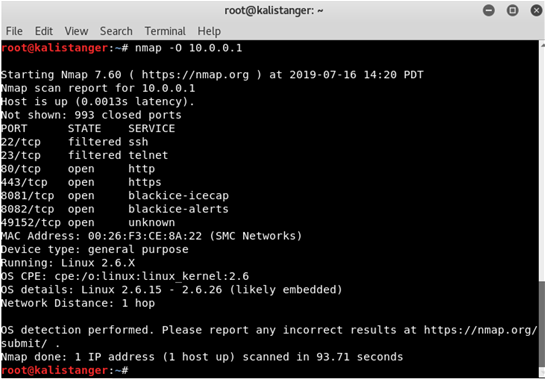 root@kalistanger: ~
File Edit View Search Terminal Help
root@kalistanger:~# nmap -O 10.0.0.1
Starting Nmap 7.60 ( https://nmap.org ) at 2019-07-16 14:20 PDT
Nmap scan report for 10.0.0.1
Host is up (0.0013s latency).
Not shown: 993 closed ports
PORT STATE SERVICE
22/tcp filtered ssh
23/tcp filtered telnet
80/tcp open http
443/tcp open https
8081/tcp open blackice-icecap
8082/tcp open blackice-alerts
49152/tcp open unknown
MAC Address: 00:26:F3:CE:8A:22 (SMC Networks)
Device type: general purpose
Running: Linux 2.6.X
OS CPE: cpe:/o:linux:linux_kernel:2.6
OS details: Linux 2.6.15 - 2.6.26 (likely embedded)
Network Distance: 1 hop
OS detection performed. Please report any incorrect results at https://nmap.org/
submit/ .
Nmap done: 1 IP address (1 host up) scanned in 93.71 seconds
root@kalistanger:~#